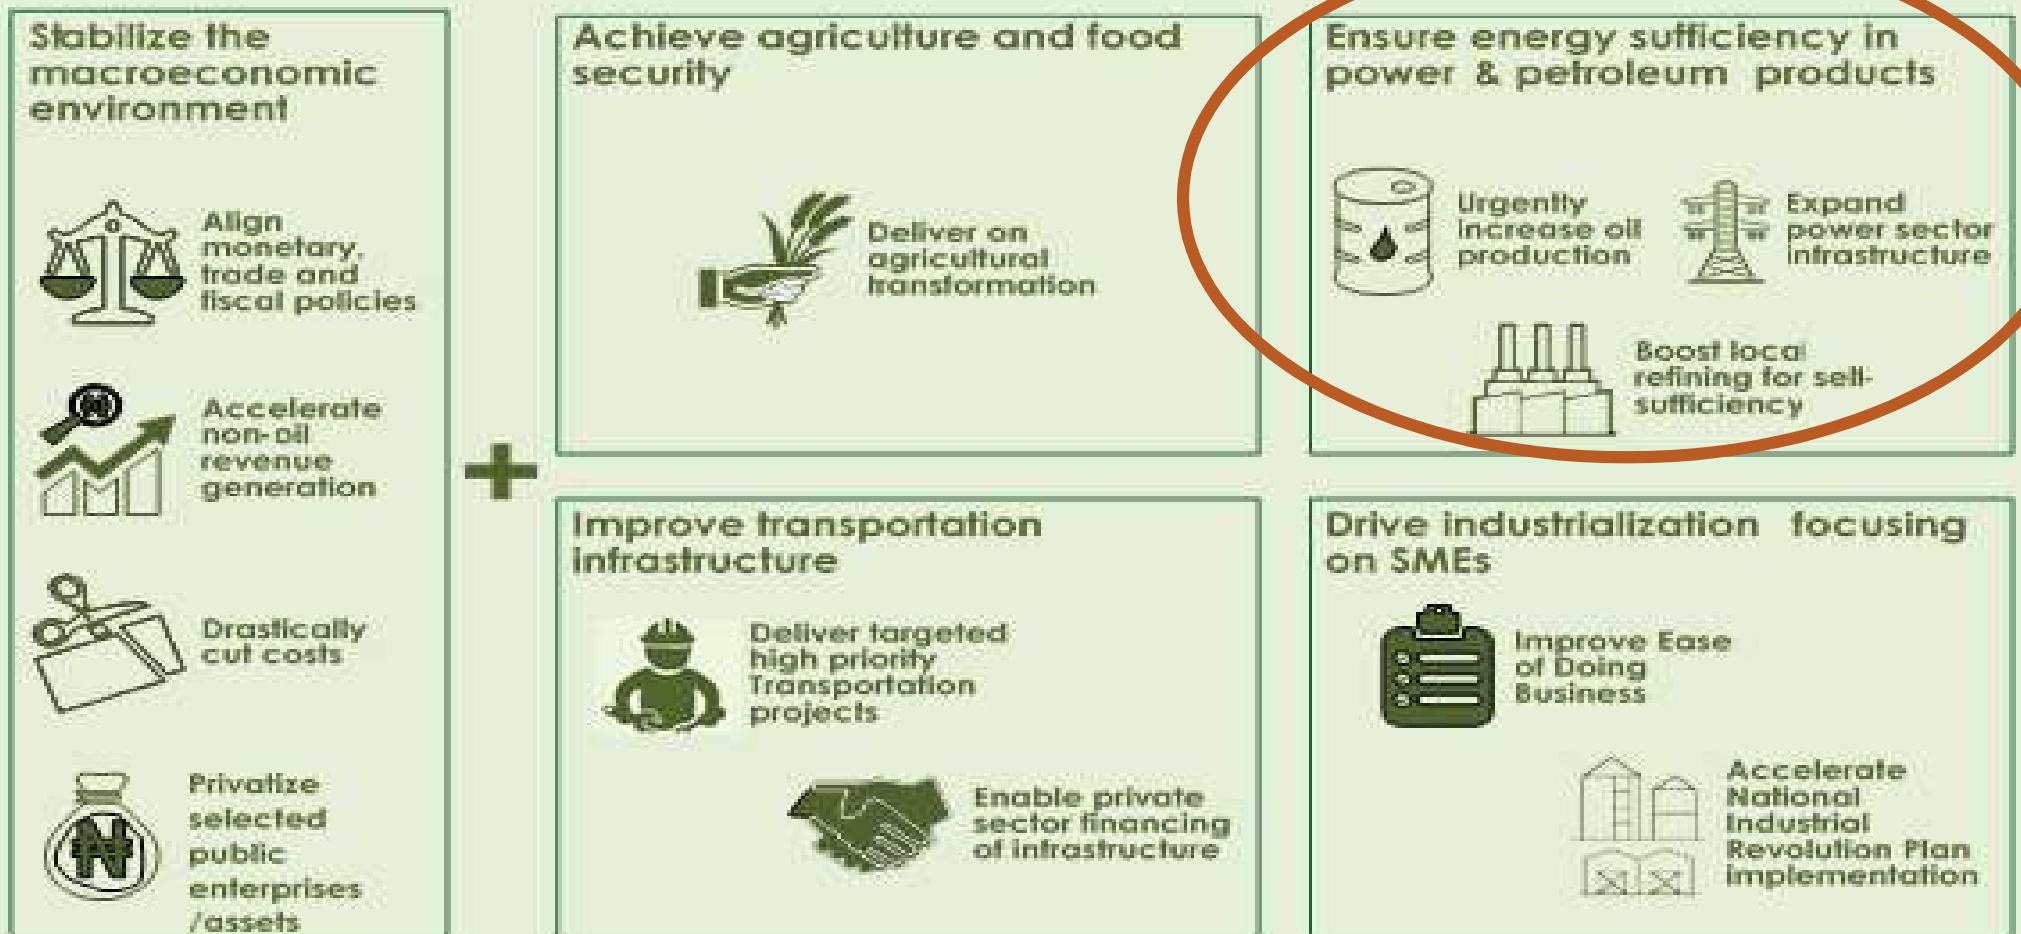 Stabilize the
macroeconomic
environment
Align
monetary,
trade and
fiscal policies
Accelerate
non-oil
revenue
generation
Drastically
cut costs
₦
Privatize
selected
public
enterprises
/assets
+
Achieve agriculture and food
security
Deliver on
agricultural
transformation
Ensure energy sufficiency in
power & petroleum products
Urgently
increase oil
production
Expand
power sector
infrastructure
Boost local
refining for self-
sufficiency
Improve transportation
infrastructure
Deliver targeted
high priority
Transportation
projects
Enable private
sector financing
of infrastructure
Drive industrialization focusing
on SMEs
Improve Ease
of Doing
Business
Accelerate
National
Industrial
Revolution Plan
implementation